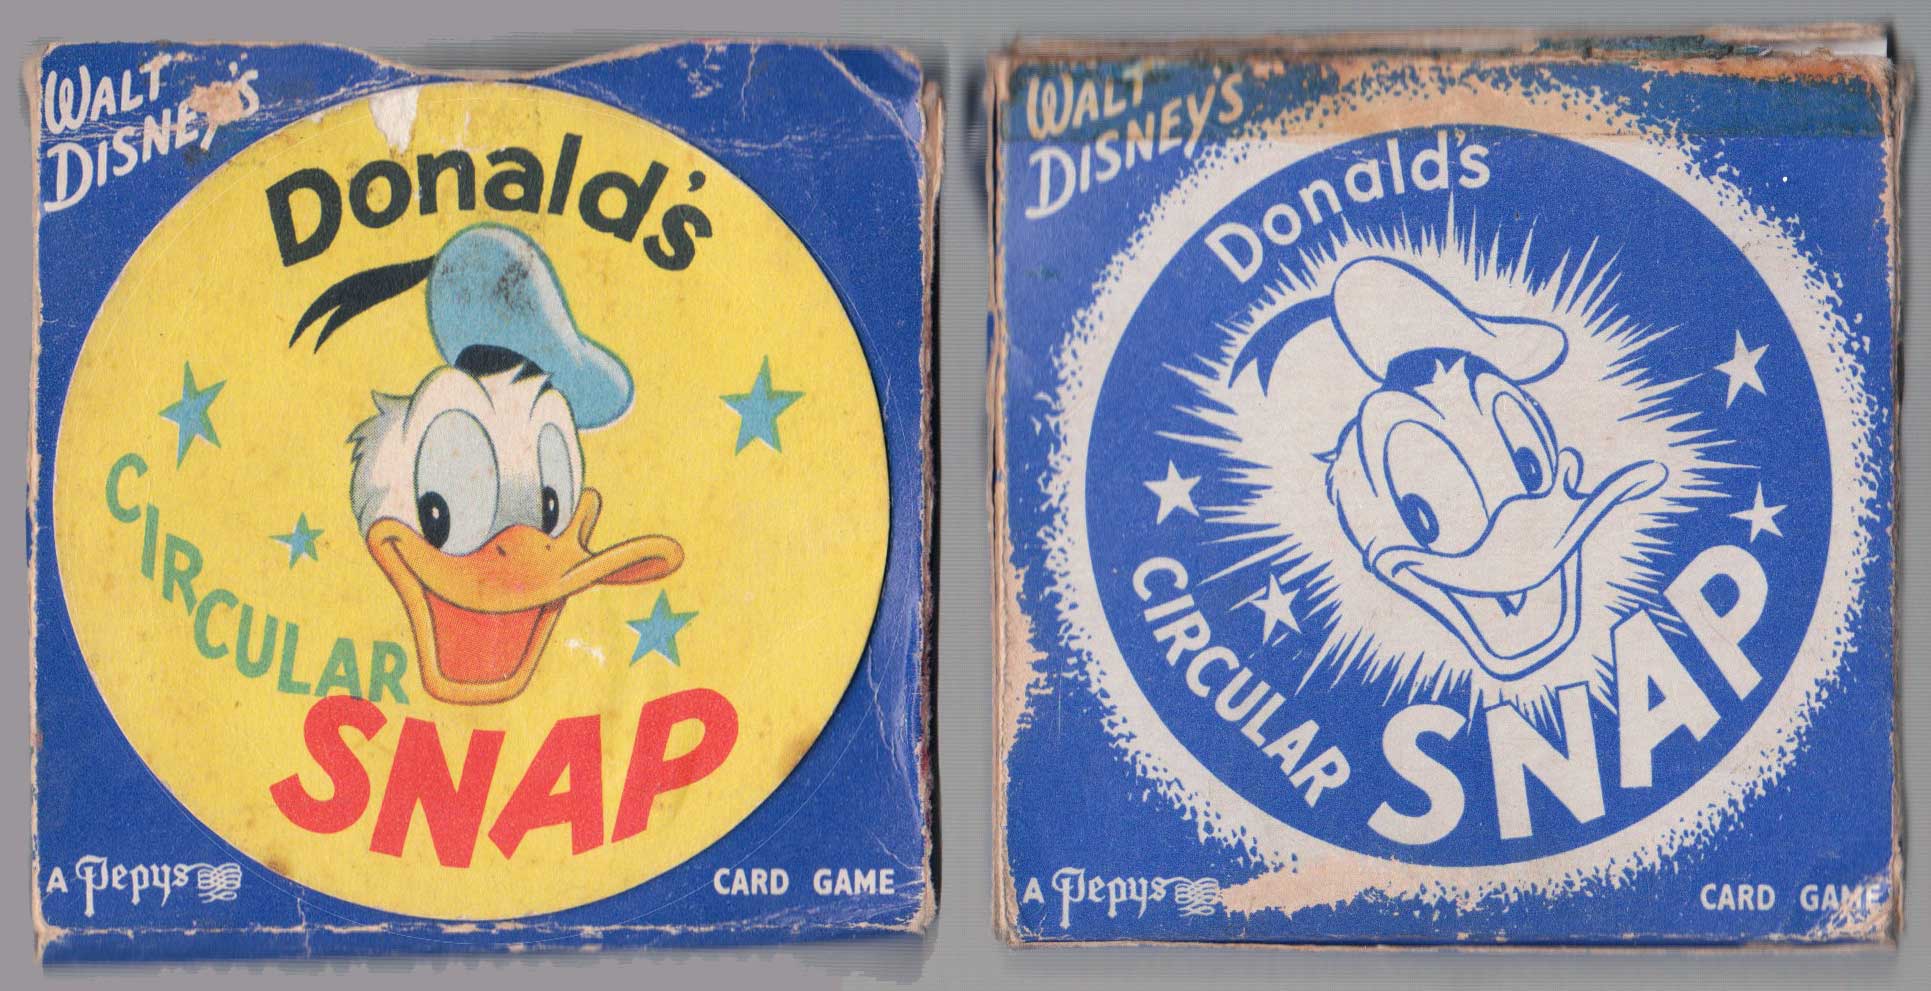 WALT
DISNEY'S
Donald's
CIRCULAR
SNAP
A Pepys
CARD GAME
WALT
DISNEY'S
Donald's
CIRCULAR
SNAP
A Pepys
CARD GAME